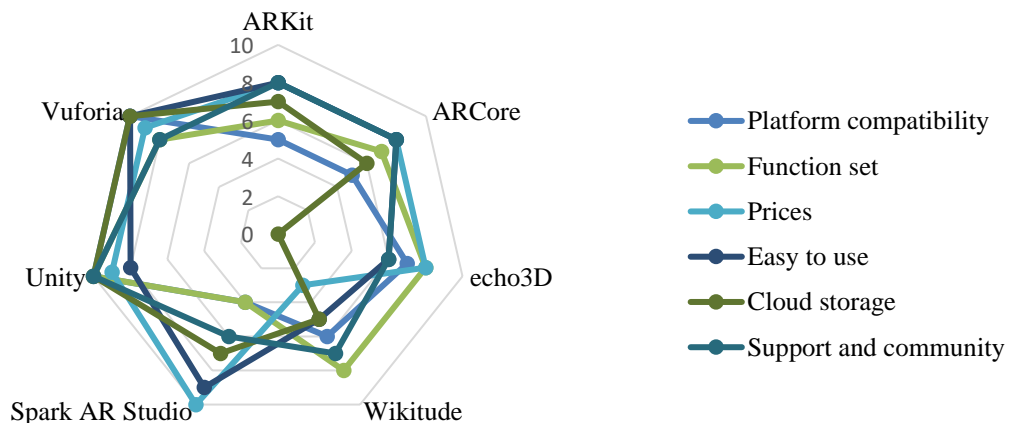 ARKit
10
8
6
4
2
0
ARCore
echo3D
Wikitude
Spark AR Studio
Unity
Vuforia
Platform compatibility
Function set
Prices
Easy to use
Cloud storage
Support and community